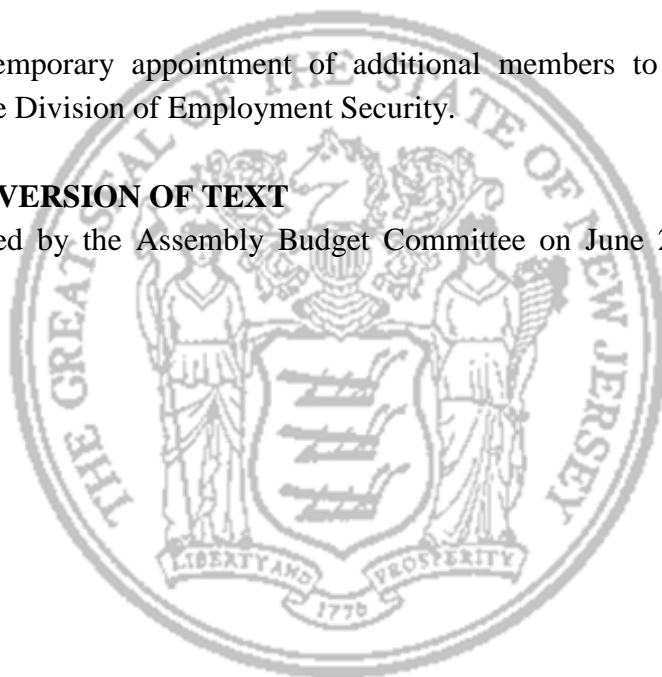 emporary appointment of additional members to
e Division of Employment Security.
VERSION OF TEXT
ed by the Assembly Budget Committee on June 2
THE GREAT SEAL OF THE STATE OF NEW JERSEY
LIBERTY AND PROSPERITY
1776